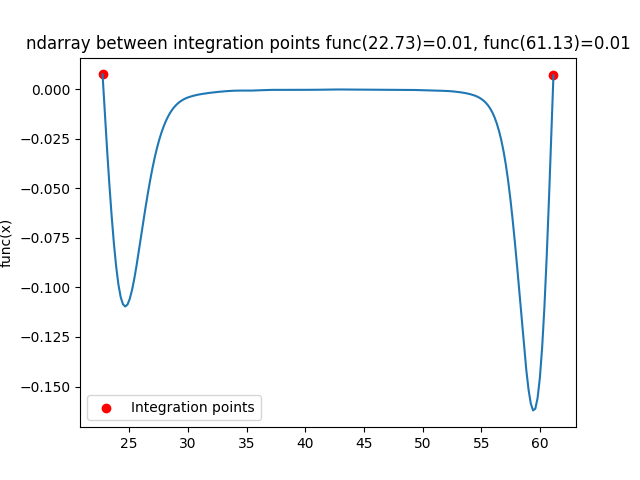 ndarray between integration points func(22.73)=0.01, func(61.13)=0.01
0.000
−0.025
−0.050
−0.075
−0.100
−0.125
−0.150
func(x)
Integration points
25 30 35 40 45 50 55 60